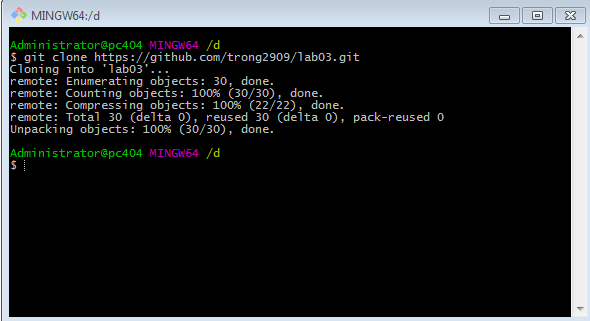 MINGW64:/d
Administrator@pc404 MINGW64 /d
$ git clone https://github.com/trong2909/lab03.git
Cloning into 'lab03'...
remote: Enumerating objects: 30, done.
remote: Counting objects: 100% (30/30), done.
remote: Compressing objects: 100% (22/22), done.
remote: Total 30 (delta 0), reused 30 (delta 0), pack-reused 0
Unpacking objects: 100% (30/30), done.
Administrator@pc404 MINGW64 /d
$